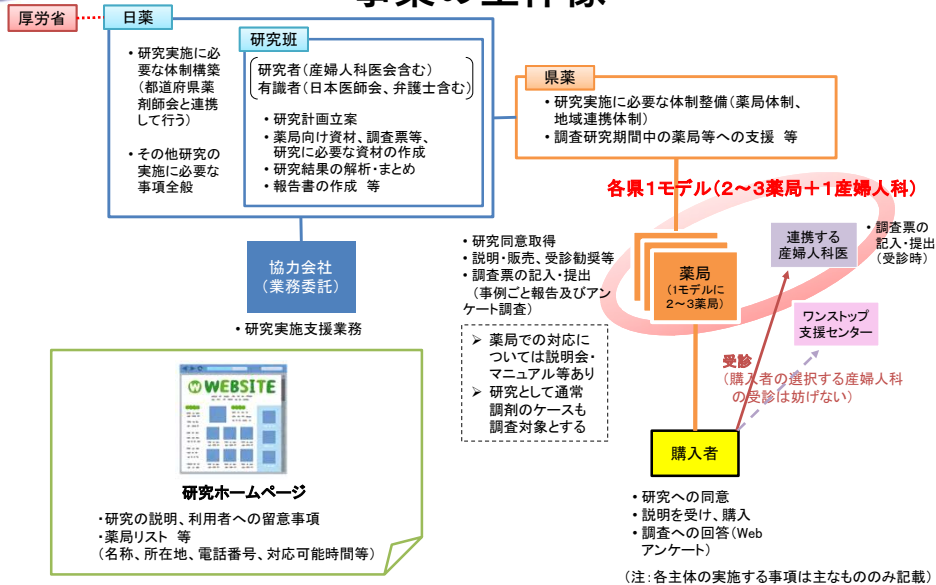 厚労省
日薬
・研究実施に必
要な体制構築
(都道府県薬
剤師会と連携
して行う)
・その他研究の
実施に必要な
事項全般
研究班
研究者(産婦人科医会含む)
有識者(日本医師会、弁護士含む)
・研究計画立案
・薬局向け資材、調査票等、
研究に必要な資材の作成
・研究結果の解析・まとめ
・報告書の作成 等
県薬
・研究実施に必要な体制整備(薬局体制、
地域連携体制)
・調査研究期間中の薬局等への支援 等
各県1モデル(2～3薬局+1産婦人科)
協力会社
(業務委託)
・研究実施支援業務
・研究同意取得
・説明・販売、受診勧奨等
・調査票の記入・提出
(事例ごと報告及びアン
ケート調査)
➢ 薬局での対応に
ついては説明会・
マニュアル等あり
➢ 研究として通常
調剤のケースも
調査対象とする
薬局
(1モデルに
2～3薬局)
連携する
産婦人科医
・調査票の
記入・提出
(受診時)
ワンストップ
支援センター
受診
(購入者の選択する産婦人科
の受診は妨げない)
購入者
・研究への同意
・説明を受け、購入
・調査への回答(Web
アンケート)
WEBSITE
研究ホームページ
・研究の説明、利用者への留意事項
・薬局リスト 等
(名称、所在地、電話番号、対応可能時間等)
(注:各主体の実施する事項は主なもののみ記載)